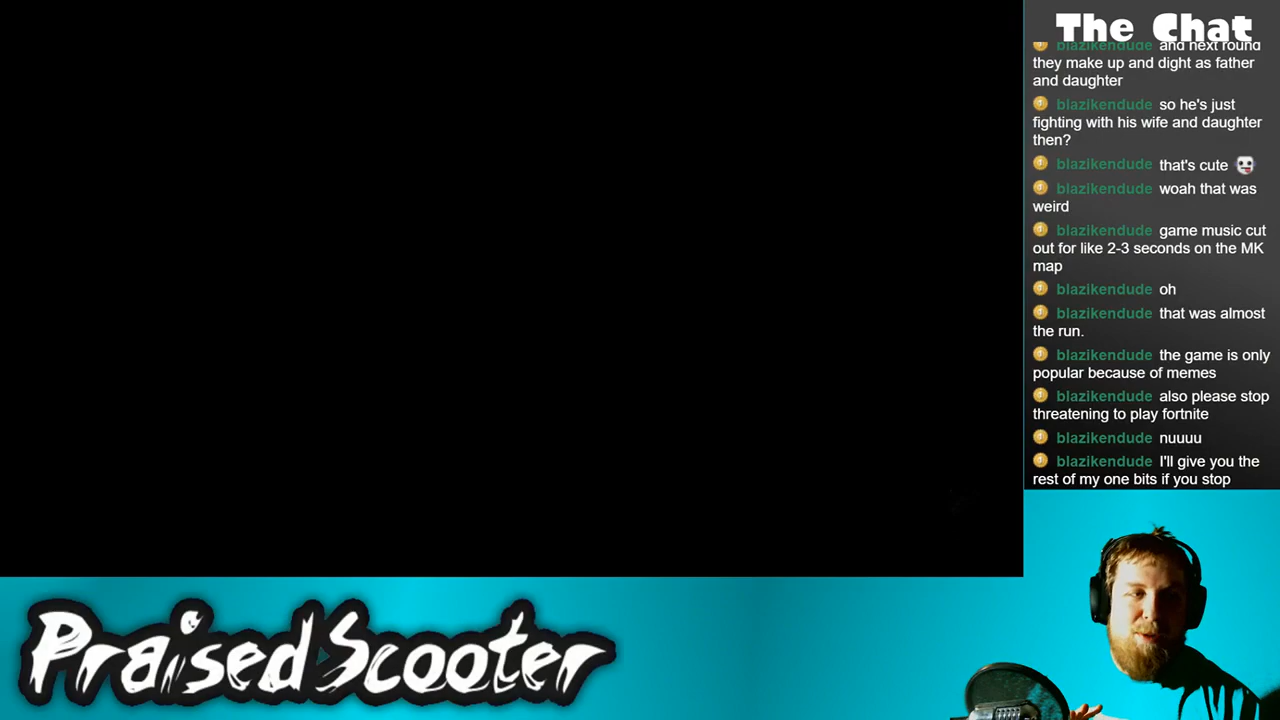 The Chat
blazikendude and next round
they make up and dight as father
and daughter
blazikendude so he's just
fighting with his wife and daughter
then?
blazikendude that's cute
blazikendude woah that was
weird
blazikendude game music cut
out for like 2-3 seconds on the MK
map
blazikendude oh
blazikendude that was almost
the run.
blazikendude the game is only
popular because of memes
blazikendude also please stop
threatening to play fortnite
blazikendude nuuuu
blazikendude I'll give you the
rest of my one bits if you stop
PraisedScooter